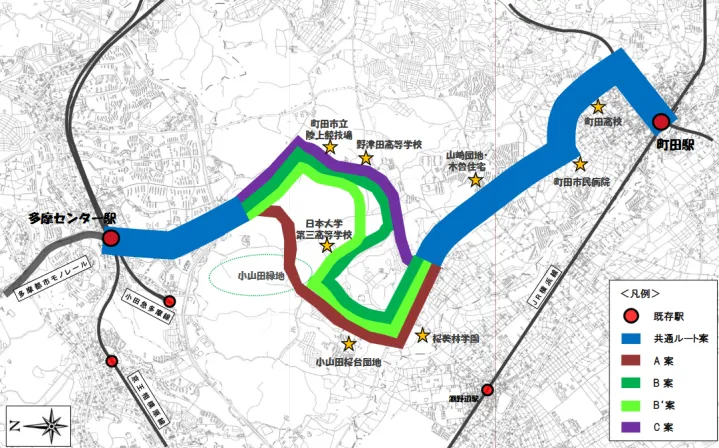 町田市立
陸上競技場
野津田高等学校
山崎団地・
木曽住宅
町田高校
町田駅
町田市民病院
多摩センター駅
日本大学
第三高等学校
小山田緑地
多摩都市モノレール
小田急多摩線
京王相模原線
小山田桜台団地
桜美林学園
JR横浜線
淵野辺駅
N
<凡例>
既存駅
共通ルート案
A 案
B 案
B'案
C 案